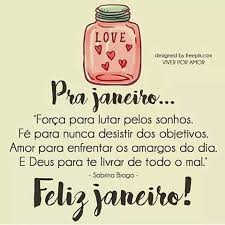 LOVE
designed by freepik.com
VIVER POR AMOR
Pra janeiro...
"Força para lutar pelos sonhos.
Fé para nunca desistir dos objetivos.
Amor para enfrentar os amargos do dia.
E Deus para te livrar de todo o mal."
- Sabrina Braga -
Feliz janeiro!